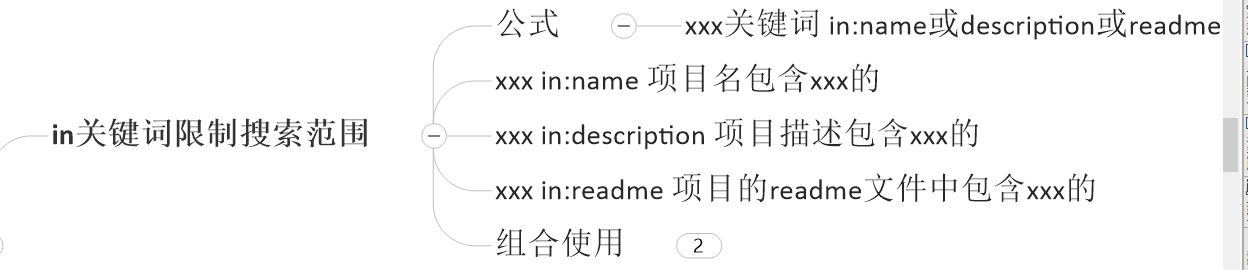 公式
xxx关键词 in:name或description或readme
xxx in:name 项目名包含xxx的
in关键词限制搜索范围
xxx in:description 项目描述包含xxx的
xxx in:readme 项目的readme文件中包含xxx的
组合使用
2